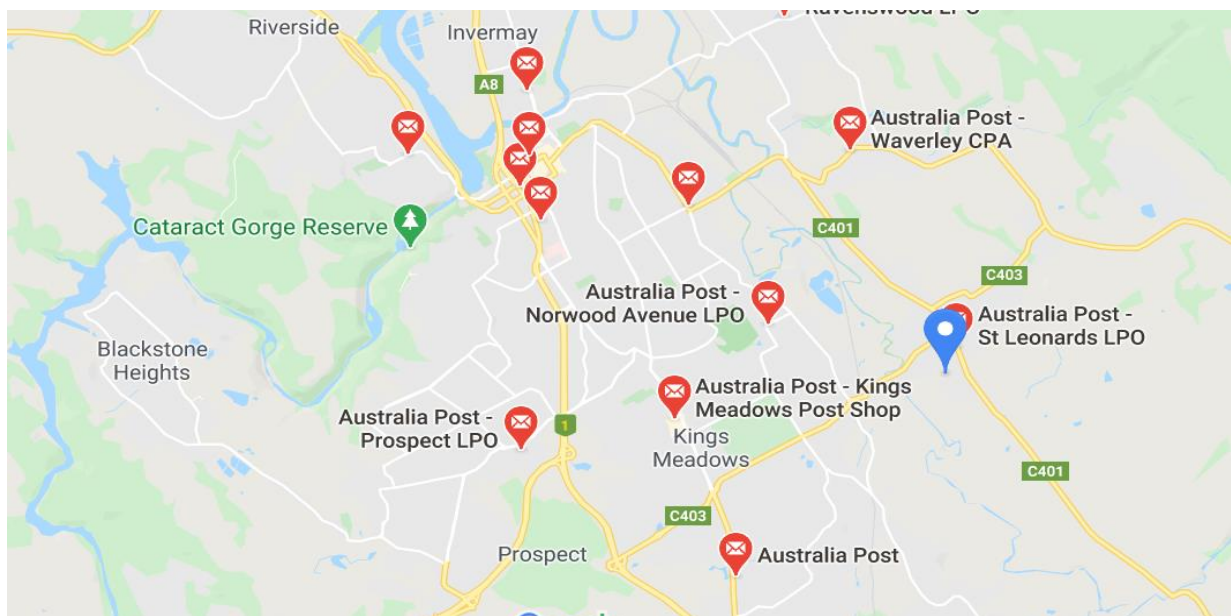 Ravenswood LPO
Riverside
Invermay
A8
Australia Post -
Waverley CPA
Cataract Gorge Reserve
C401
C403
Australia Post -
Norwood Avenue LPO
Australia Post -
St Leonards LPO
Blackstone
Heights
Australia Post - Kings
Meadows Post Shop
Australia Post -
Prospect LPO
1
Kings
Meadows
C401
C403
Prospect
Australia Post